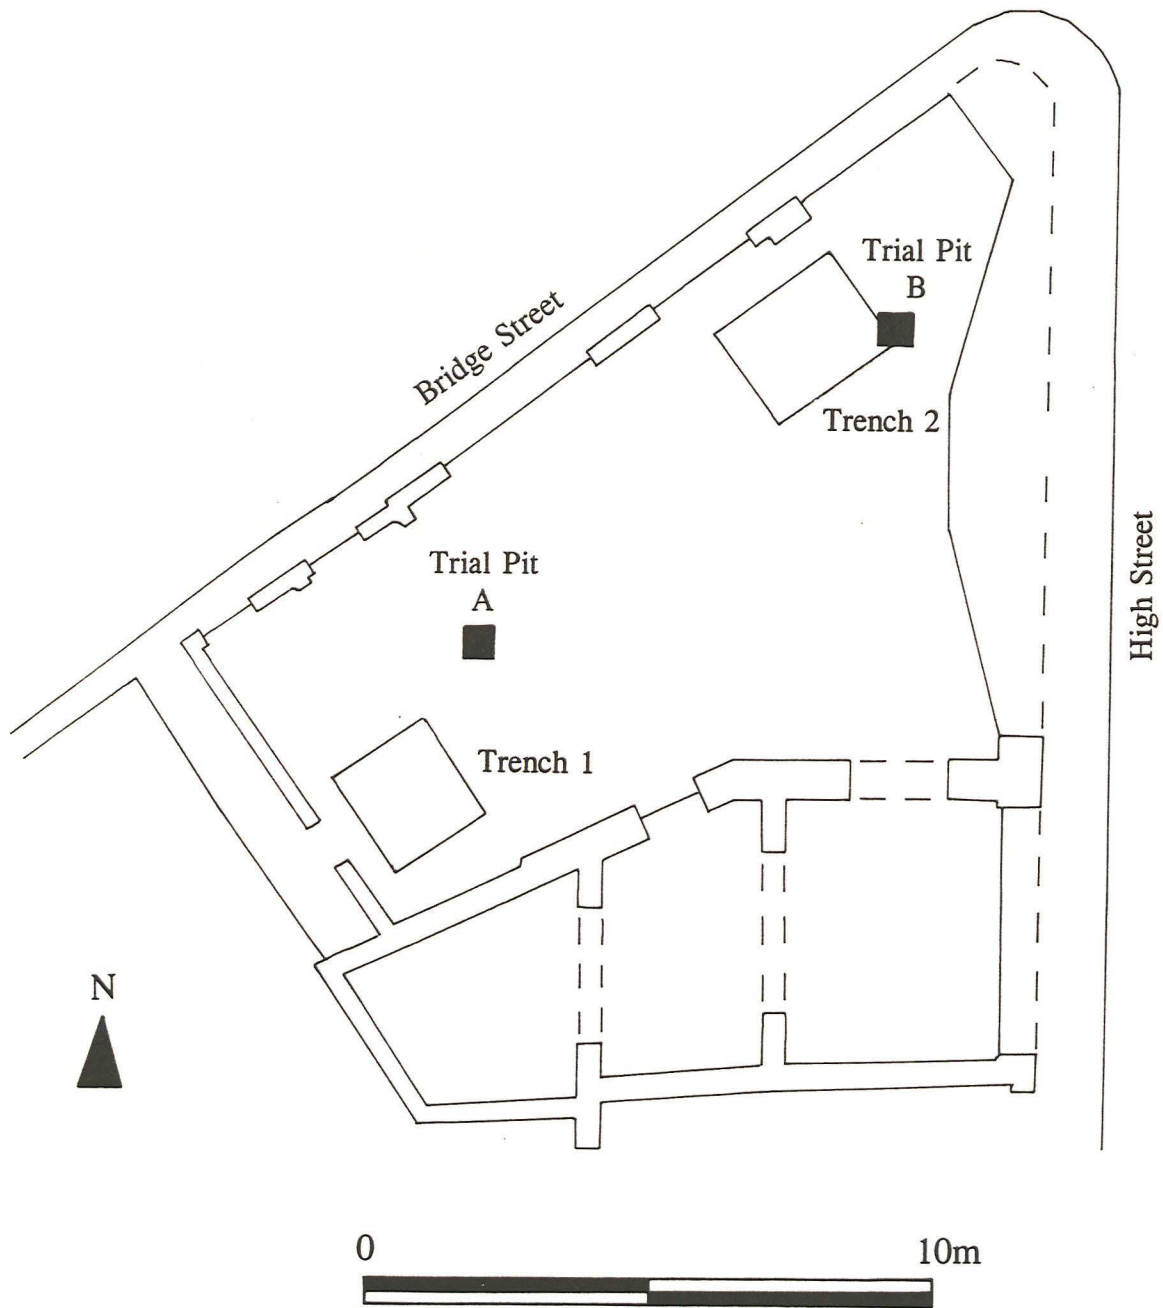 Trial Pit
B
Bridge Street
Trench 2
High Street
Trial Pit
A
Trench 1
N
0
10m